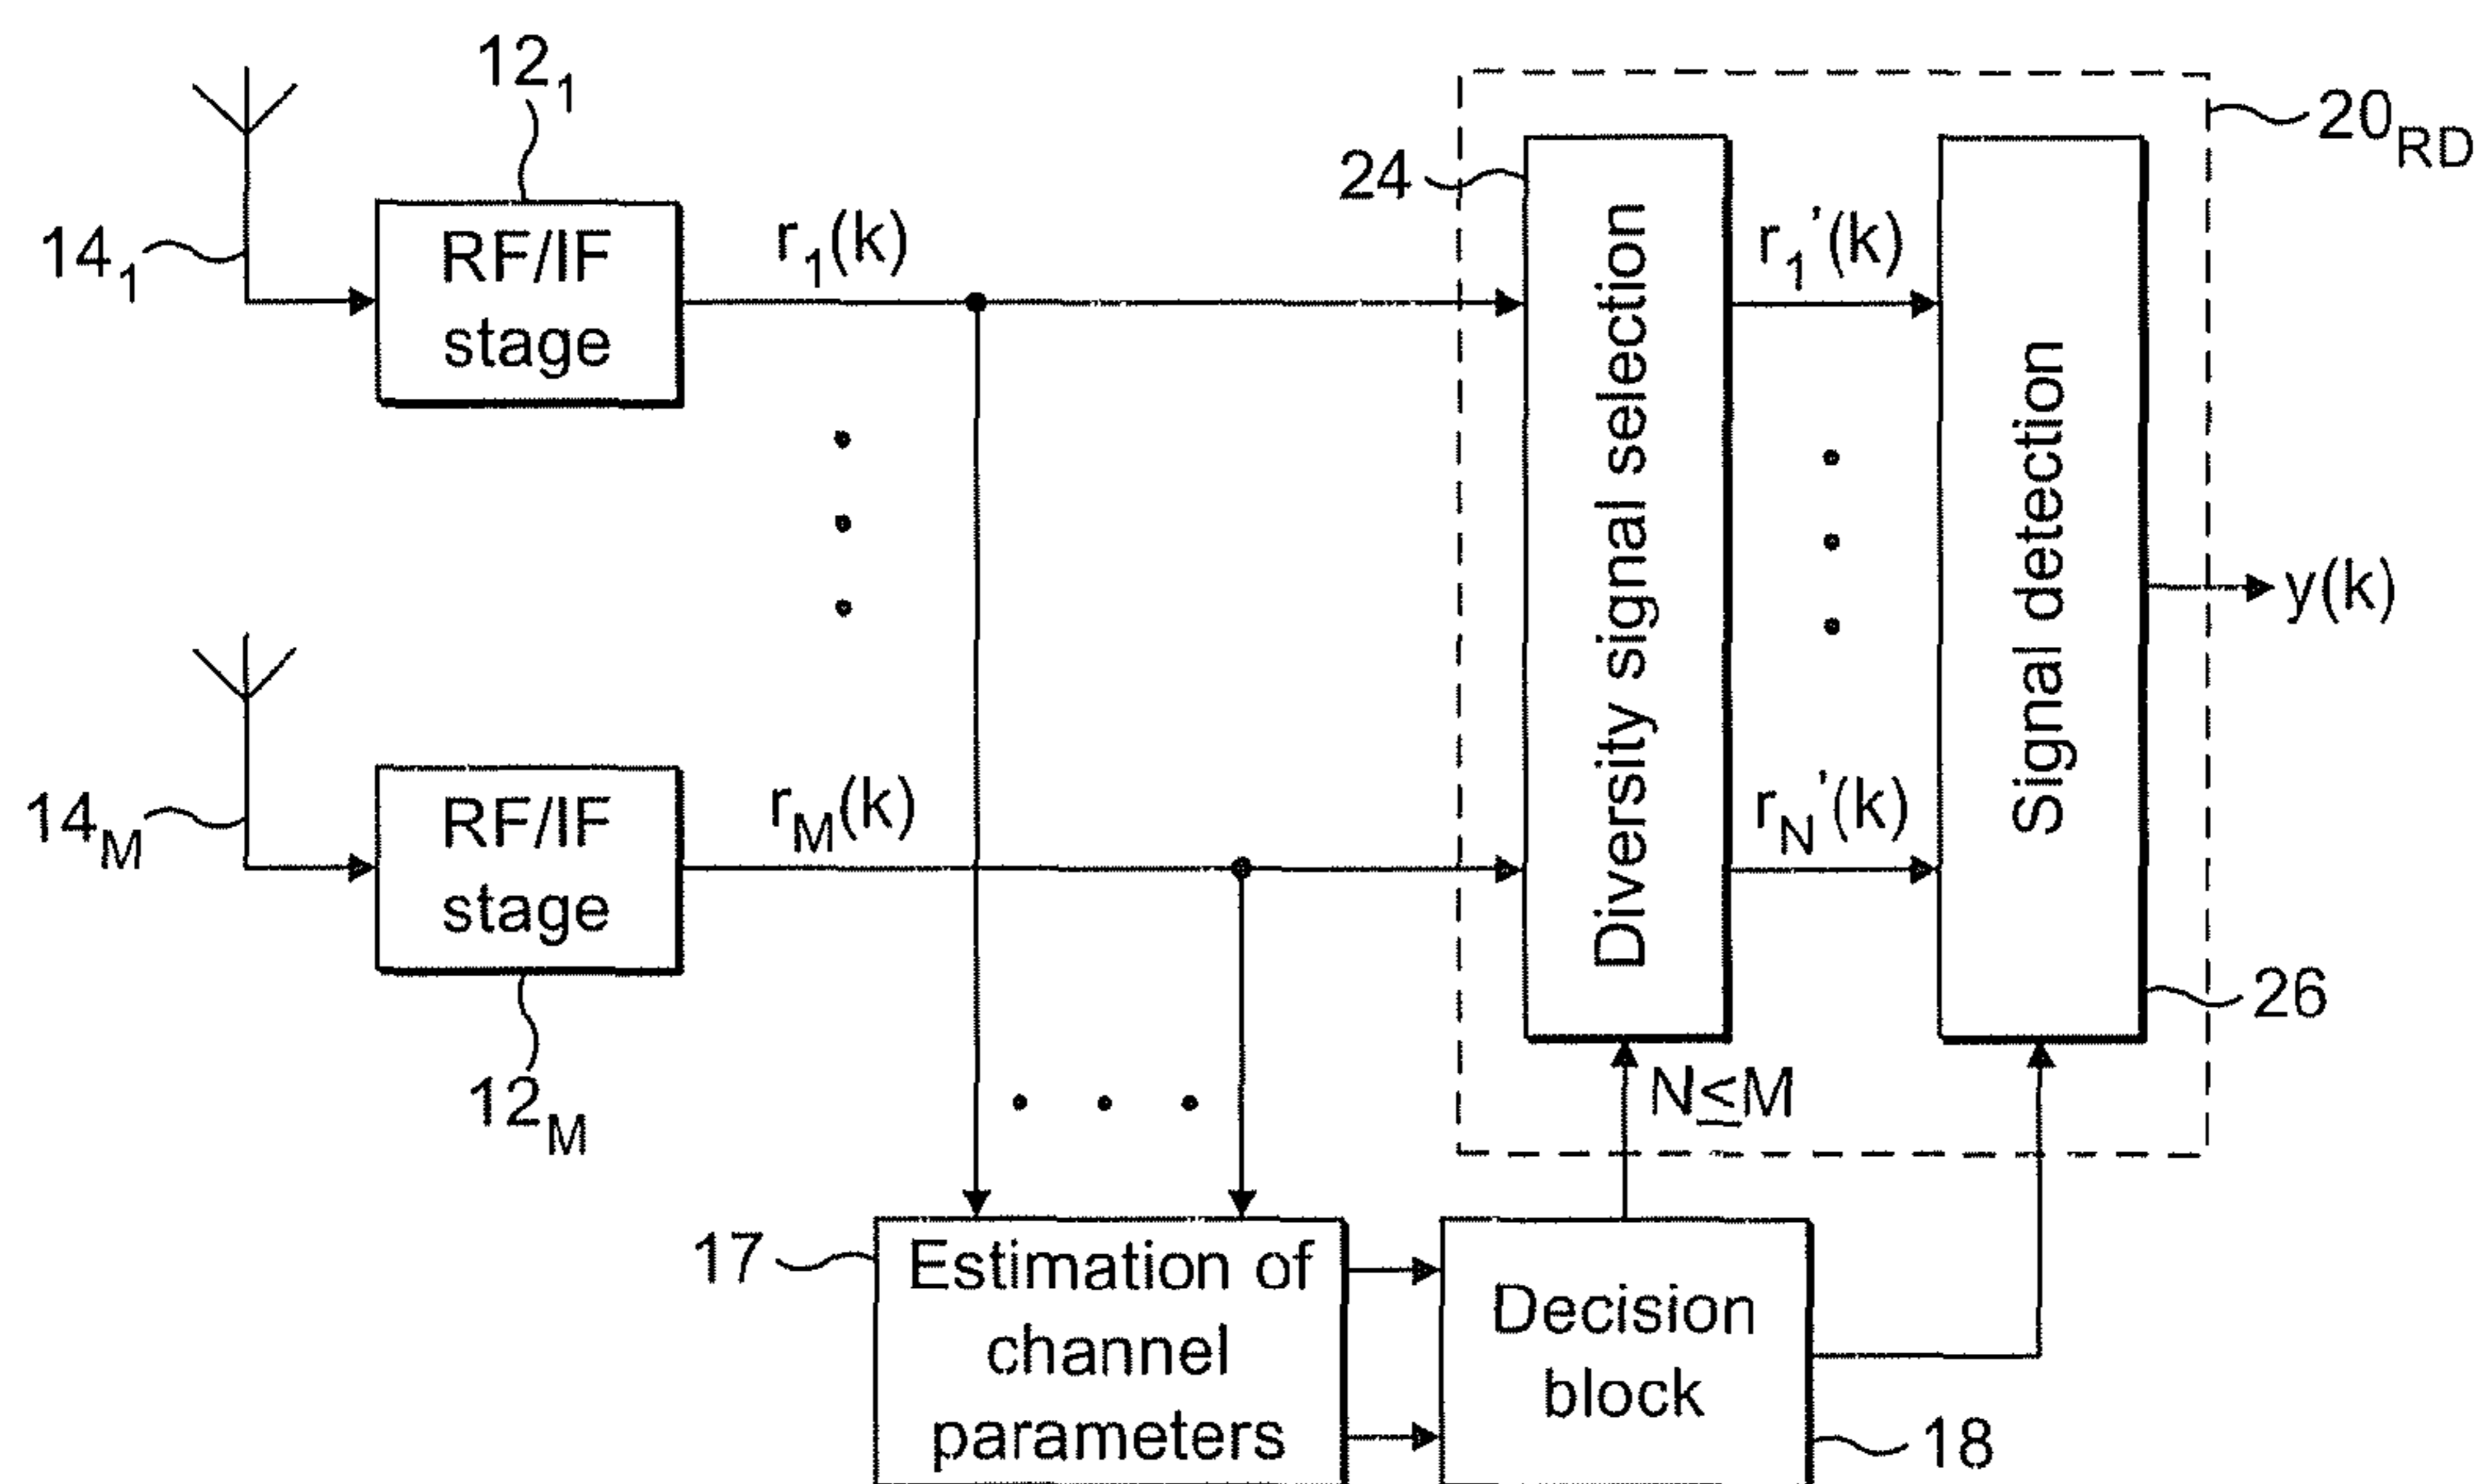 12₁
14₁
RF/IF
stage
r₁(k)
24
Diversity signal selection
r₁'(k)
Signal detection
20RD
y(k)
14M
RF/IF
stage
12M
rM(k)
rN'(k)
26
N≤M
17
Estimation of
channel
parameters
Decision
block
18